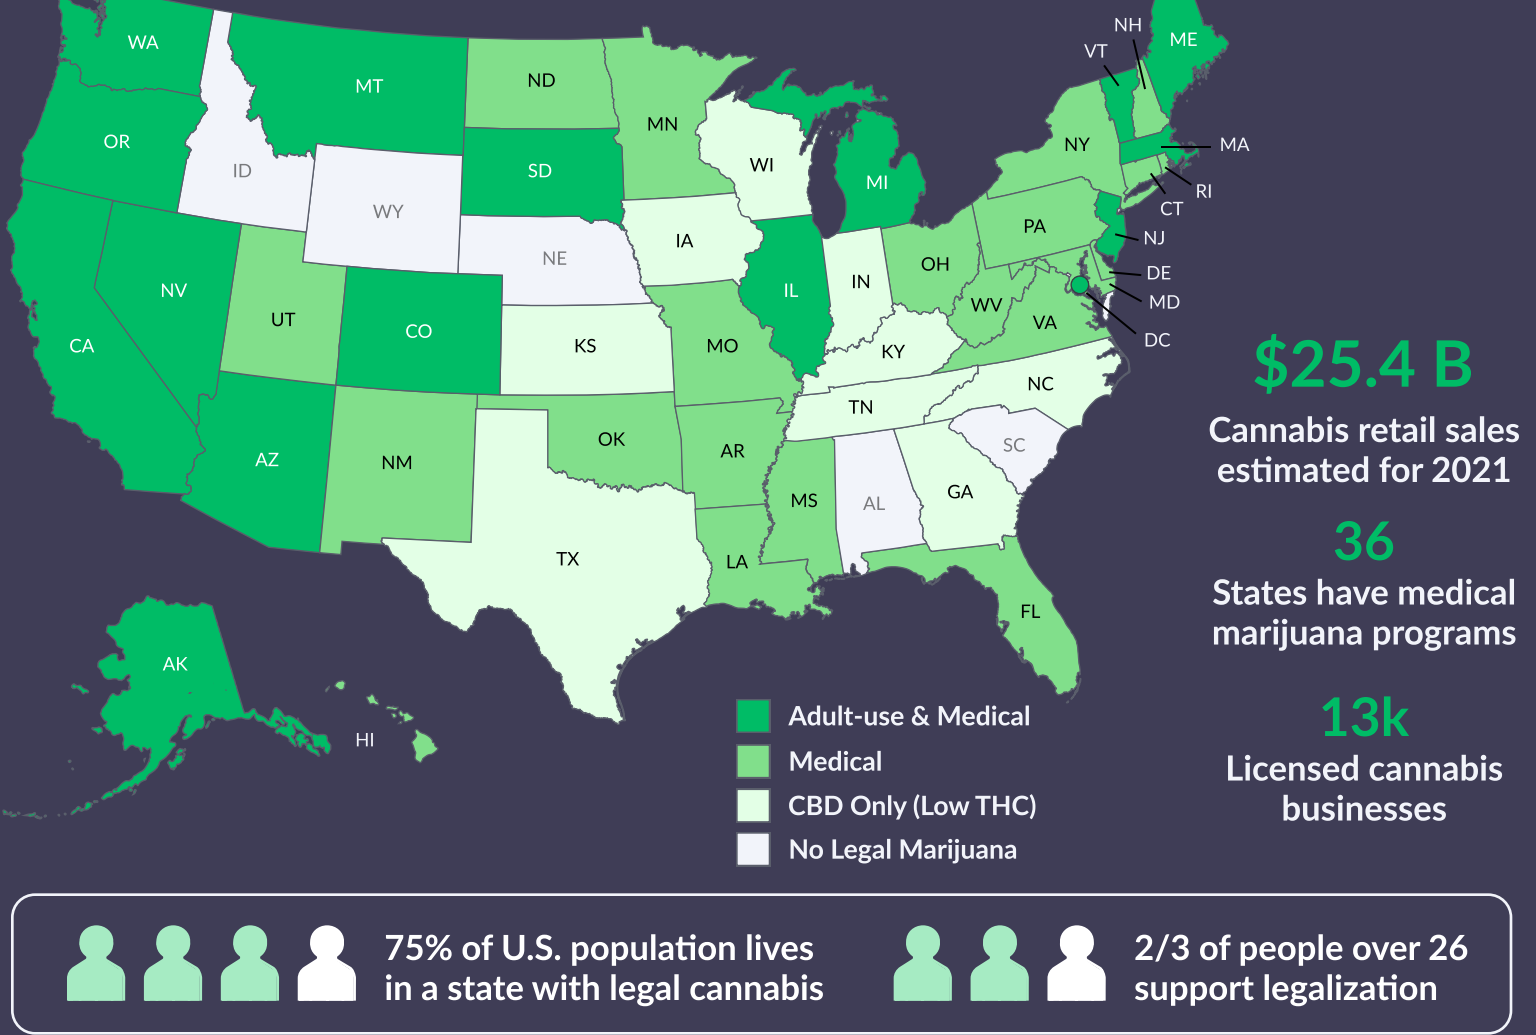 NH
ME
WA
VT
MT
ND
MN
OR
NY
MA
WI
ID
SD
MI
RI
WY
CT
PA
IA
NJ
NE
OH
DE
IN
NV
IL
MD
WV
UT
CO
VA
DC
CA
KS
MO
KY
$25.4 B
NC
TN
Cannabis retail sales
estimated for 2021
OK
SC
AR
AZ
NM
GA
MS
AL
36
TX
LA
States have medical
marijuana programs
FL
AK
HI
13k
Licensed cannabis
businesses
Adult-use & Medical
Medical
CBD Only (Low THC)
No Legal Marijuana
75% of U.S. population lives
in a state with legal cannabis
2/3 of people over 26
support legalization